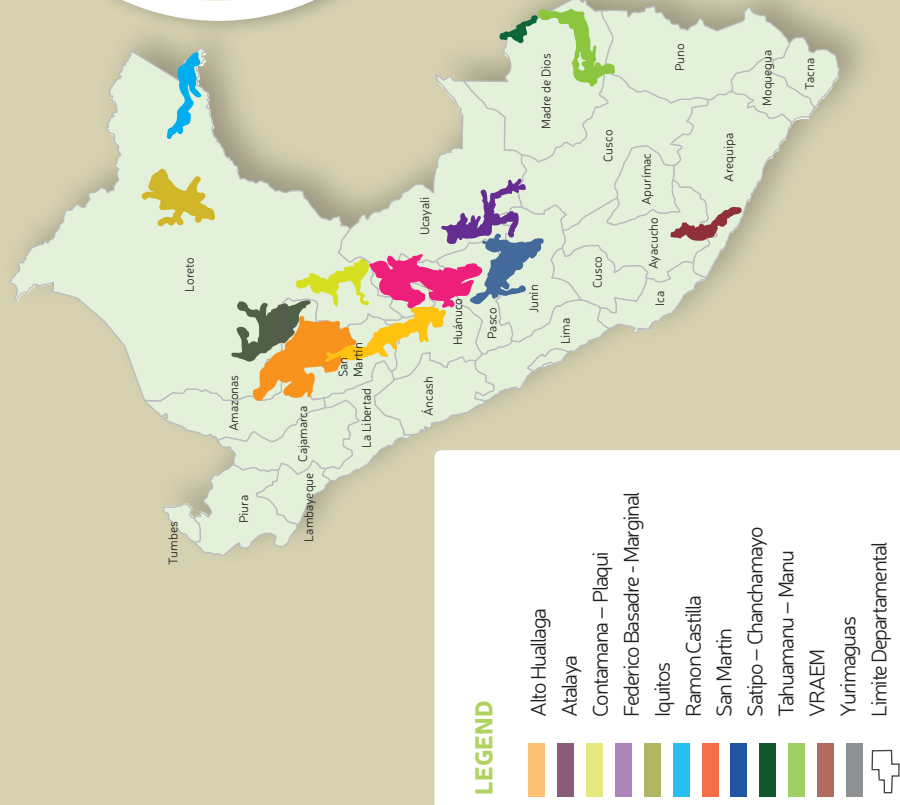 Tumbes
Piura
Lambayeque
Amazonas
Cajamarca
La Libertad
Loreto
San
Martín
Áncash
Huánuco
Ucayali
Pasco
Junín
Lima
Cusco
Ica
Ayacucho
Apurímac
Cusco
Madre de Dios
Puno
Arequipa
Moquegua
Tacna
LEGEND
Alto Huallaga
Atalaya
Contamana – Plaqui
Federico Basadre - Marginal
Iquitos
Ramon Castilla
San Martin
Satipo – Chanchamayo
Tahuamanu – Manu
VRAEM
Yurimaguas
Limite Departamental